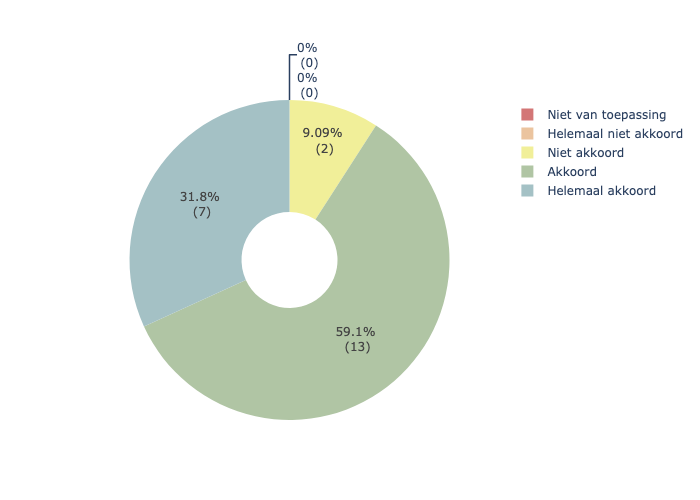 0%
(0)
0%
(0)
9.09%
(2)
31.8%
(7)
59.1%
(13)
Niet van toepassing
Helemaal niet akkoord
Niet akkoord
Akkoord
Helemaal akkoord